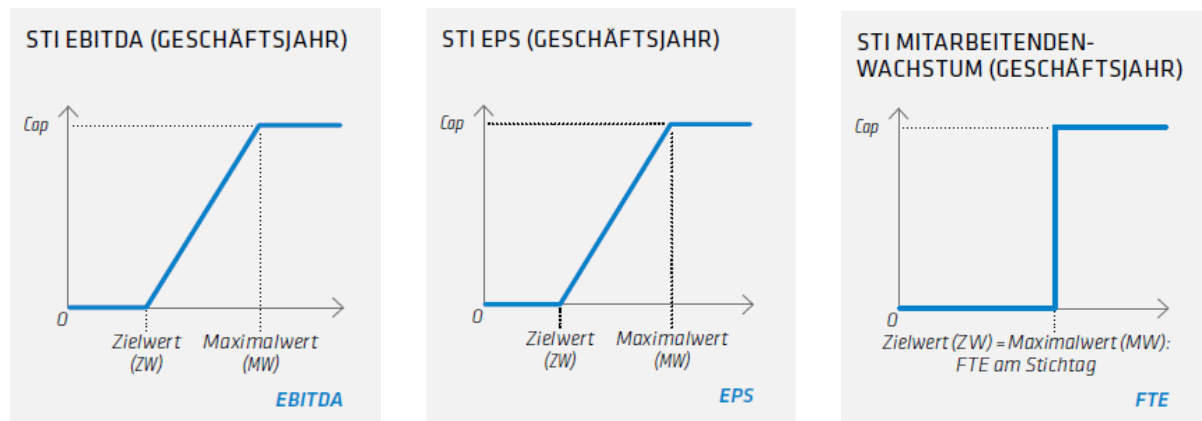 STI EBITDA (GESCHÄFTSJAHR)
Cap
0
Zielwert
(ZW)
Maximalwert
(MW)
EBITDA
STI EPS (GESCHÄFTSJAHR)
Cap
0
Zielwert
(ZW)
Maximalwert
(MW)
EPS
STI MITARBEITENDEN-
WACHSTUM (GESCHÄFTSJAHR)
Cap
0
Zielwert (ZW) = Maximalwert (MW):
FTE am Stichtag
FTE